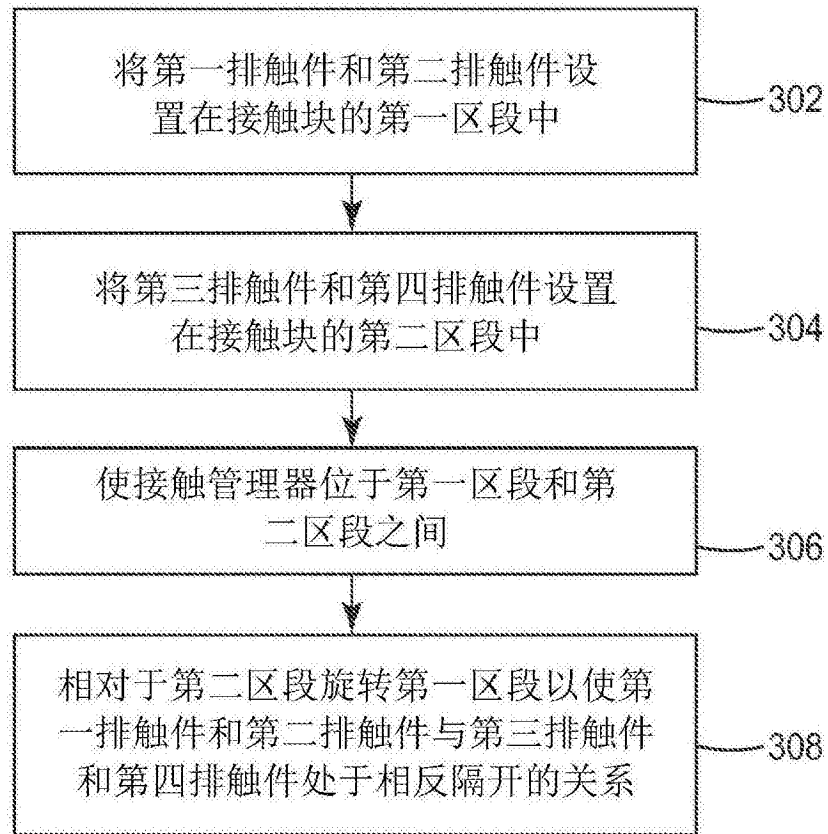 将第一排触件和第二排触件设
置在接触块的第一区段中
302
将第三排触件和第四排触件设置
在接触块的第二区段中
304
使接触管理器位于第一区段和第
二区段之间
306
相对于第二区段旋转第一区段以使第
一排触件和第二排触件与第三排触件
和第四排触件处于相反隔开的关系
308